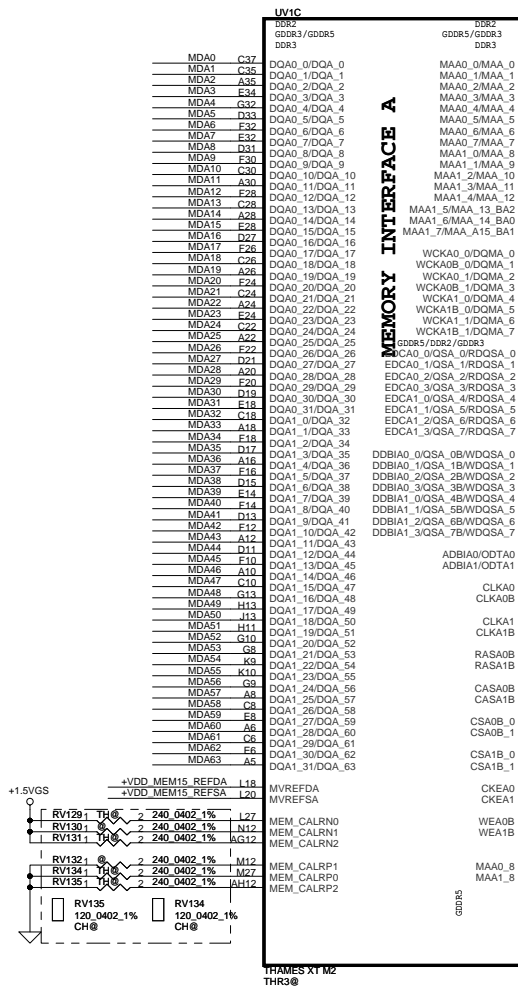 UV1C
DDR2 DDR2
GDDR3/GDDR5 GDDR5/GDDR3
DDR3 DDR3
MDA0 C37 DQA0_0/DQA_0 MAA0_0/MAA_0
MDA1 C35 DQA0_1/DQA_1 MAA0_1/MAA_1
MDA2 A35 DQA0_2/DQA_2 MAA0_2/MAA_2
MDA3 E34 DQA0_3/DQA_3 MAA0_3/MAA_3
MDA4 G32 DQA0_4/DQA_4 MAA0_4/MAA_4
MDA5 D33 DQA0_5/DQA_5 MAA0_5/MAA_5
MDA6 F32 DQA0_6/DQA_6 MAA0_6/MAA_6
MDA7 E32 DQA0_7/DQA_7 MAA0_7/MAA_7
MDA8 D31 DQA0_8/DQA_8 MAA1_0/MAA_8
MDA9 F30 DQA0_9/DQA_9 MAA1_1/MAA_9
MDA10 C30 DQA0_10/DQA_10 MAA1_2/MAA_10
MDA11 A30 DQA0_11/DQA_11 MAA1_3/MAA_11
MDA12 F28 DQA0_12/DQA_12 MAA1_4/MAA_12
MDA13 C28 DQA0_13/DQA_13 MAA1_5/MAA_13_BA2
MDA14 A28 DQA0_14/DQA_14 MAA1_6/MAA_14_BA0
MDA15 E28 DQA0_15/DQA_15 MAA1_7/MAA_A15_BA1
MDA16 D27 DQA0_16/DQA_16
MDA17 F26 DQA0_17/DQA_17 WCKA0_0/DQMA_0
MDA18 C26 DQA0_18/DQA_18 WCKA0B_0/DQMA_1
MDA19 A26 DQA0_19/DQA_19 WCKA0_1/DQMA_2
MDA20 F24 DQA0_20/DQA_20 WCKA0B_1/DQMA_3
MDA21 C24 DQA0_21/DQA_21 WCKA1_0/DQMA_4
MDA22 A24 DQA0_22/DQA_22 WCKA1B_0/DQMA_5
MDA23 E24 DQA0_23/DQA_23 WCKA1_1/DQMA_6
MDA24 C22 DQA0_24/DQA_24 WCKA1B_1/DQMA_7
MDA25 A22 DQA0_25/DQA_25 GDDR5/DDR2/GDDR3
MDA26 F22 DQA0_26/DQA_26 EDCA0_0/QSA_0/RDQSA_0
MDA27 D21 DQA0_27/DQA_27 EDCA0_1/QSA_1/RDQSA_1
MDA28 A20 DQA0_28/DQA_28 EDCA0_2/QSA_2/RDQSA_2
MDA29 F20 DQA0_29/DQA_29 EDCA0_3/QSA_3/RDQSA_3
MDA30 D19 DQA0_30/DQA_30 EDCA1_0/QSA_4/RDQSA_4
MDA31 E18 DQA0_31/DQA_31 EDCA1_1/QSA_5/RDQSA_5
MDA32 C18 DQA1_0/DQA_32 EDCA1_2/QSA_6/RDQSA_6
MDA33 A18 DQA1_1/DQA_33 EDCA1_3/QSA_7/RDQSA_7
MDA34 F18 DQA1_2/DQA_34
MDA35 D17 DQA1_3/DQA_35 DDBIA0_0/QSA_0B/WDQSA_0
MDA36 A16 DQA1_4/DQA_36 DDBIA0_1/QSA_1B/WDQSA_1
MDA37 F16 DQA1_5/DQA_37 DDBIA0_2/QSA_2B/WDQSA_2
MDA38 D15 DQA1_6/DQA_38 DDBIA0_3/QSA_3B/WDQSA_3
MDA39 E14 DQA1_7/DQA_39 DDBIA1_0/QSA_4B/WDQSA_4
MDA40 F14 DQA1_8/DQA_40 DDBIA1_1/QSA_5B/WDQSA_5
MDA41 D13 DQA1_9/DQA_41 DDBIA1_2/QSA_6B/WDQSA_6
MDA42 F12 DQA1_10/DQA_42 DDBIA1_3/QSA_7B/WDQSA_7
MDA43 A12 DQA1_11/DQA_43
MDA44 D11 DQA1_12/DQA_44 ADBIA0/ODTA0
MDA45 F10 DQA1_13/DQA_45 ADBIA1/ODTA1
MDA46 A10 DQA1_14/DQA_46
MDA47 C10 DQA1_15/DQA_47 CLKA0
MDA48 G13 DQA1_16/DQA_48 CLKA0B
MDA49 H13 DQA1_17/DQA_49
MDA50 J13 DQA1_18/DQA_50 CLKA1
MDA51 H11 DQA1_19/DQA_51 CLKA1B
MDA52 G10 DQA1_20/DQA_52
MDA53 G8 DQA1_21/DQA_53 RASA0B
MDA54 K9 DQA1_22/DQA_54 RASA1B
MDA55 K10 DQA1_23/DQA_55
MDA56 G9 DQA1_24/DQA_56 CASA0B
MDA57 A8 DQA1_25/DQA_57 CASA1B
MDA58 C8 DQA1_26/DQA_58
MDA59 E8 DQA1_27/DQA_59 CSA0B_0
MDA60 A6 DQA1_28/DQA_60 CSA0B_1
MDA61 C6 DQA1_29/DQA_61
MDA62 E6 DQA1_30/DQA_62 CSA1B_0
MDA63 A5 DQA1_31/DQA_63 CSA1B_1
MEMORY INTERFACE A
+VDD_MEM15_REFDA L18 MVREFDA CKEA0
+VDD_MEM15_REFSA L20 MVREFSA CKEA1
+1.5VGS
RV129 1 TH@ 2 240_0402_1% L27 MEM_CALRN0 WEA0B
RV130 1 @ 2 240_0402_1% N12 MEM_CALRN1 WEA1B
RV131 1 TH@ 2 240_0402_1% AG12 MEM_CALRN2
RV132 1 @ 2 240_0402_1% M12 MEM_CALRP1 MAA0_8
RV134 1 TH@ 2 240_0402_1% M27 MEM_CALRP0 MAA1_8
RV135 1 TH@ 2 240_0402_1% AH12 MEM_CALRP2
GDDR5
RV135 RV134
120_0402_1% 120_0402_1%
CH@ CH@
THAMES XT M2
THR3@